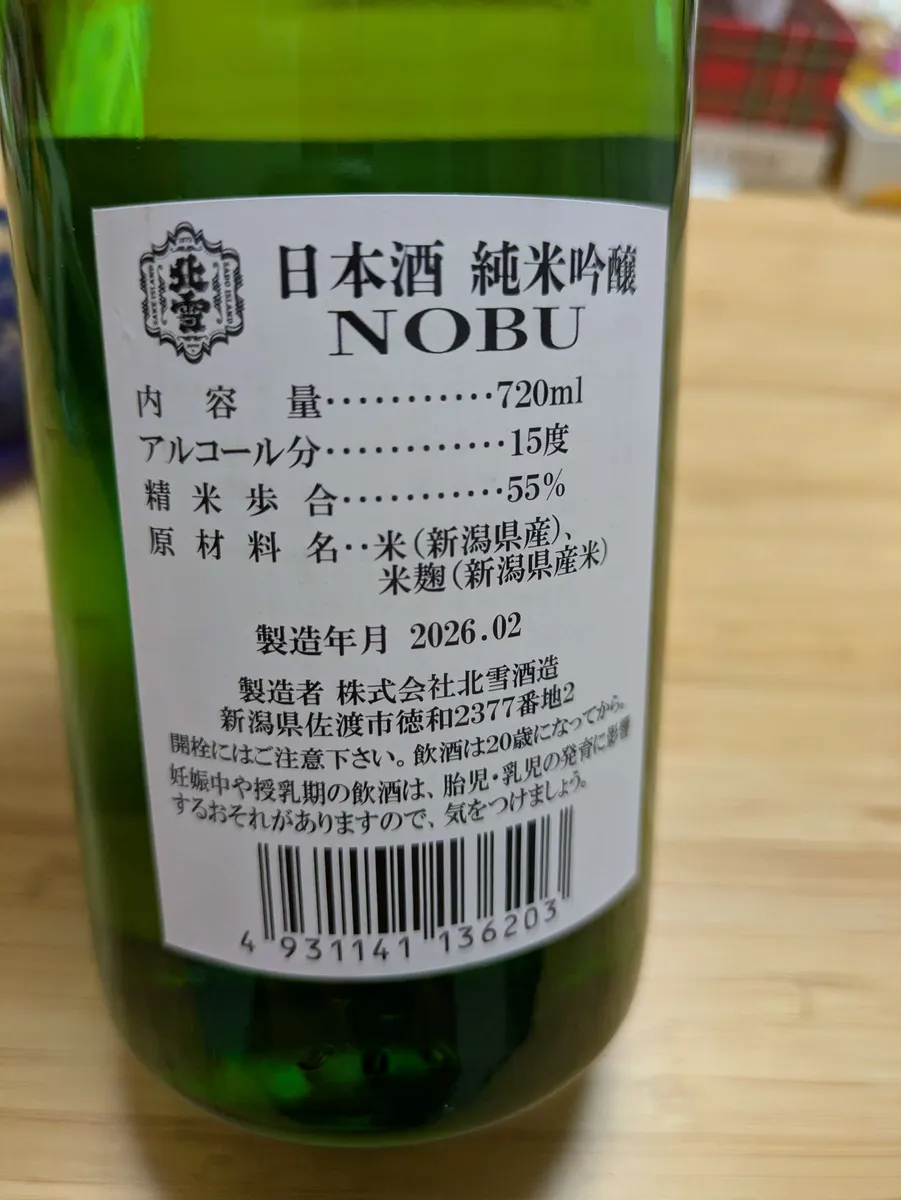 北雪
SADO ISLAND
日本酒 純米吟醸
NOBU
内容量‥‥‥‥‥‥720ml
アルコール分‥‥‥‥‥‥15度
精米歩合‥‥‥‥‥‥55%
原材料名‥米(新潟県産)、
米麹(新潟県産米)
製造年月 2026.02
製造者 株式会社北雪酒造
新潟県佐渡市徳和2377番地2
開栓にはご注意下さい。飲酒は20歳になってから。
妊娠中や授乳期の飲酒は、胎児・乳児の発育に影響
するおそれがありますので、気をつけましょう。
4 931141 136203